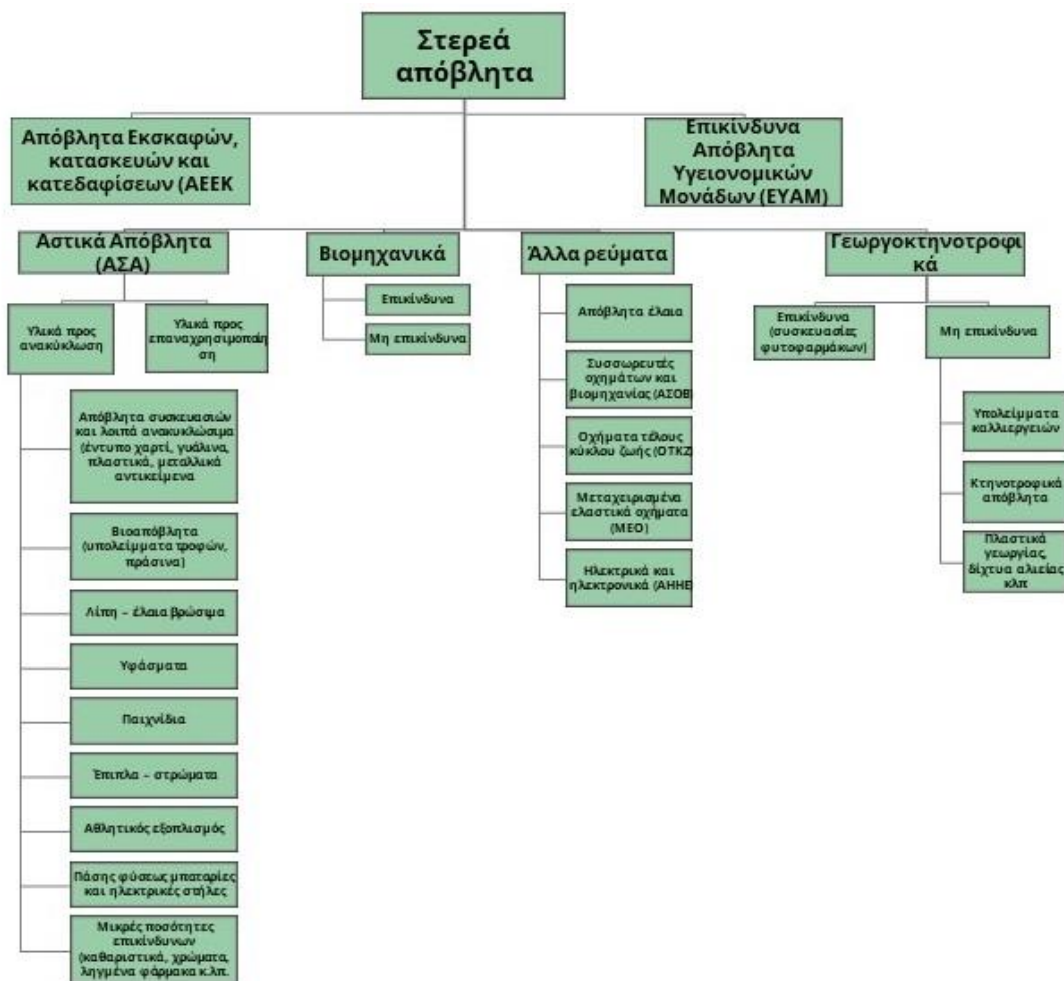 Στερεά
απόβλητα
Απόβλητα Εκσκαφών,
κατασκευών και
κατεδαφίσεων (ΑΕΕΚ
Επικίνδυνα
Απόβλητα
Υγειονομικών
Μονάδων (ΕΥΑΜ)
Αστικά Απόβλητα
(ΑΣΑ)
Βιομηχανικά
Άλλα ρεύματα
Γεωργοκτηνοτροφι
κά
Υλικά προς
ανακύκλωση
Υλικά προς
επαναχρησιμοποίη
ση
Επικίνδυνα
Μη επικίνδυνα
Απόβλητα έλαια
Συσσωρευτές
οχημάτων και
βιομηχανίας (ΑΣΟΒ)
Οχήματα τέλους
κύκλου ζωής (ΟΤΚΖ
Μεταχειρισμένα
ελαστικά οχήματα
(ΜΕΟ)
Ηλεκτρικά και
ηλεκτρονικά (ΑΗΗΕ
Επικίνδυνα
(συσκευασίες
φυτοφαρμάκων)
Μη επικίνδυνα
Υπολείμματα
καλλιεργειών
Κτηνοτροφικά
απόβλητα
Πλαστικά
γεωργίας,
δίχτυα αλιείας
κλπ
Απόβλητα συσκευασιών
και λοιπά ανακυκλώσιμα
(έντυπο χαρτί, γυάλινα,
πλαστικά, μεταλλικά
αντικείμενα
Βιοαπόβλητα
(υπολείμματα τροφών,
πράσινα)
Λίπη – έλαια βρώσιμα
Υφάσματα
Παιχνίδια
Έπιπλα – στρώματα
Αθλητικός εξοπλισμός
Πάσης φύσεως μπαταρίες
και ηλεκτρικές στήλες
Μικρές ποσότητες
επικίνδυνων
(καθαριστικά, χρώματα,
ληγμένα φάρμακα κ.λπ.